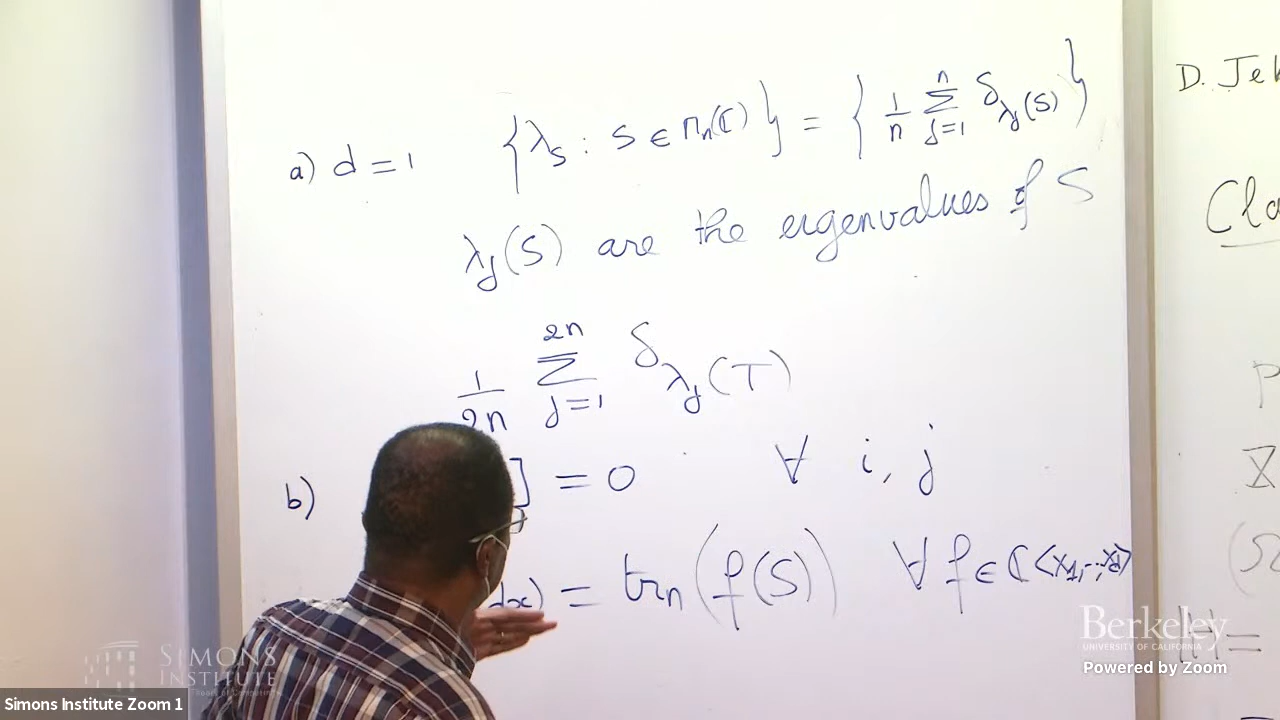 a) d = 1 {λ_S : S ∈ M_n(ℂ)} = { 1/n Σ_{j=1}^{n} δ_{λ_j(S)} }
λ_j(S) are the eigenvalues of S
1/2n Σ_{j=1}^{2n} δ_{λ_j(T)}
b) ] = 0 ∀ i, j
dx) = tr_n (f(S)) ∀ f ∈ ℂ<x_1,..,x_d>
D. Jek
Cla
Berkeley
UNIVERSITY OF CALIFORNIA
Powered by Zoom
SIMONS
INSTITUTE
Simons Institute Zoom 1